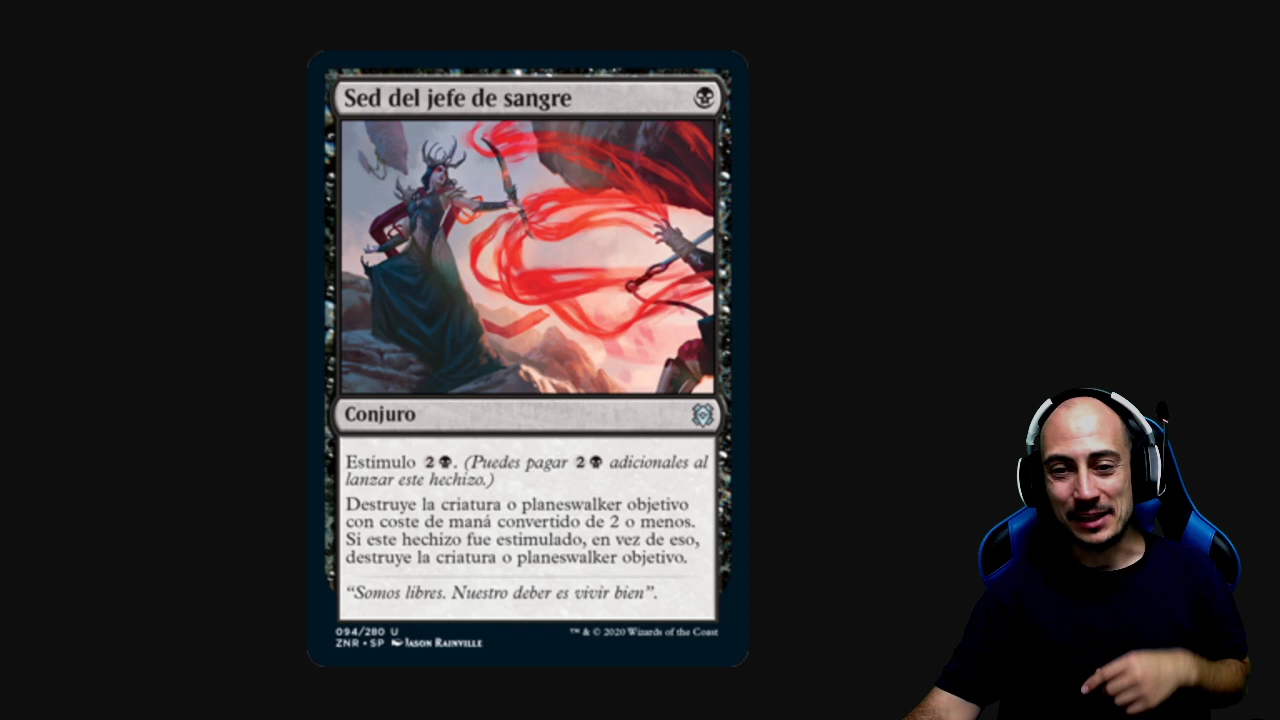 Sed del jefe de sangre
Conjuro
Estímulo 2. (Puedes pagar 2 adicionales al
lanzar este hechizo.)
Destruye la criatura o planeswalker objetivo
con coste de maná convertido de 2 o menos.
Si este hechizo fue estimulado, en vez de eso,
destruye la criatura o planeswalker objetivo.
“Somos libres. Nuestro deber es vivir bien”.
094/280 U
ZNR • SP Jason Rainville
™ & © 2020 Wizards of the Coast